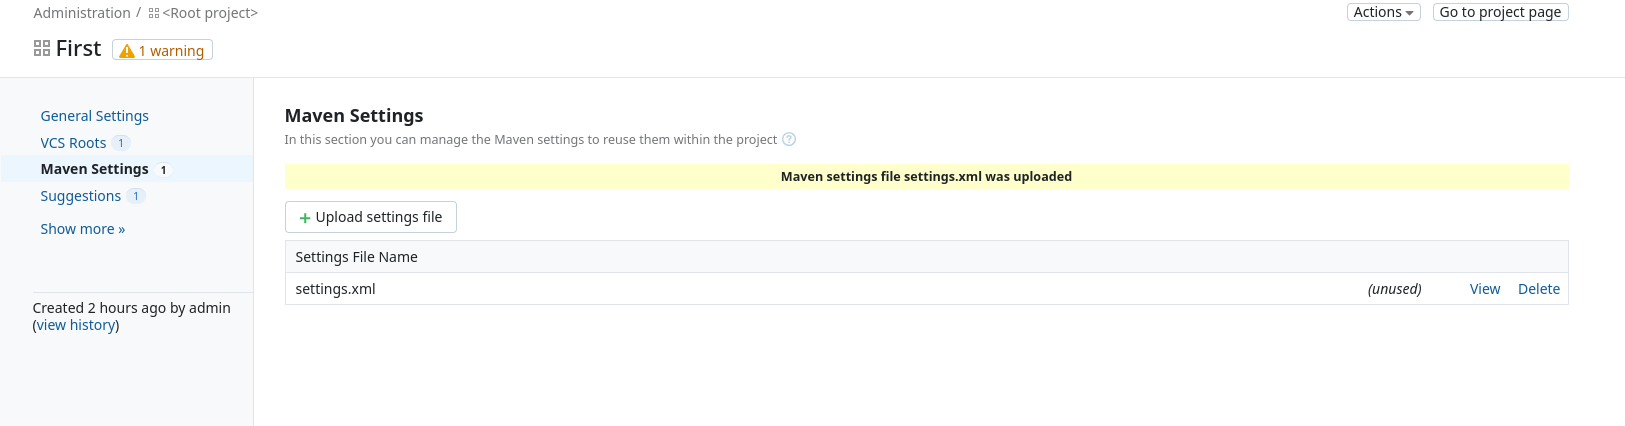 Administration / <Root project>
Actions
Go to project page
First
1 warning
General Settings
VCS Roots 1
Maven Settings 1
Suggestions 1
Show more »
Created 2 hours ago by admin
(view history)
Maven Settings
In this section you can manage the Maven settings to reuse them within the project ?
Maven settings file settings.xml was uploaded
+ Upload settings file
Settings File Name
settings.xml (unused) View Delete